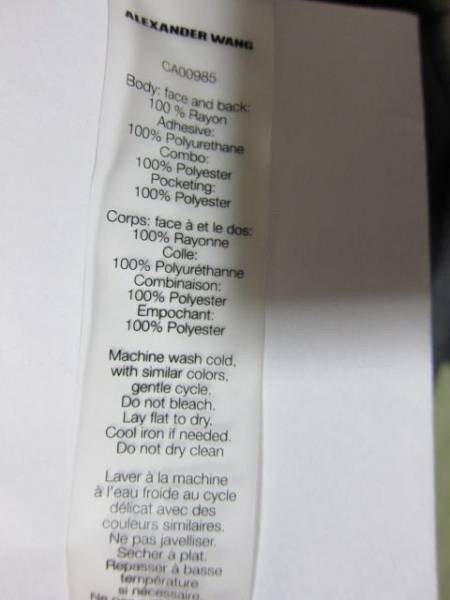 ALEXANDER WANG
CA00985
Body: face and back:
100 % Rayon
Adhesive:
100% Polyurethane
Combo:
100% Polyester
Pocketing:
100% Polyester
Corps: face à et le dos:
100% Rayonne
Colle:
100% Polyuréthanne
Combinaison:
100% Polyester
Empochant:
100% Polyester
Machine wash cold,
with similar colors,
gentle cycle.
Do not bleach.
Lay flat to dry.
Cool iron if needed.
Do not dry clean
Laver à la machine
à l'eau froide au cycle
délicat avec des
couleurs similaires.
Ne pas javelliser.
Sécher à plat.
Repasser à basse
température
si nécessaire.
Ne